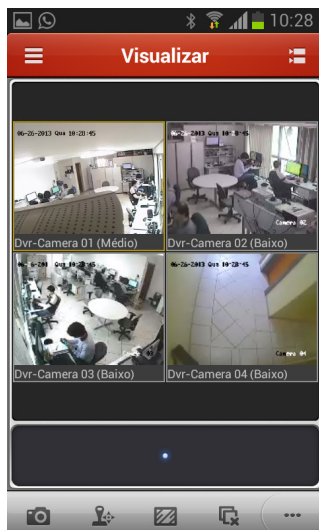 10:28
Visualizar
06-26-2013 Qua 10:28:45
Dvr-Camera 01 (Médio)
Camera 02
Dvr-Camera 02 (Baixo)
Dvr-Camera 03 (Baixo)
06-26-2013 Qua 10:28:45
Camera 04
Dvr-Camera 04 (Baixo)